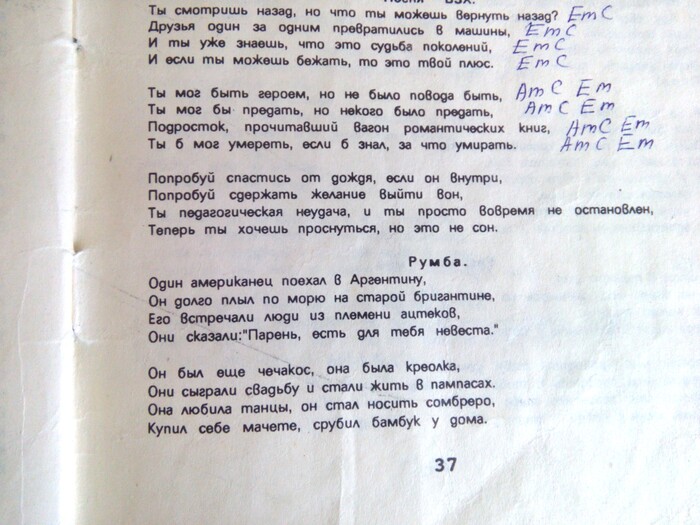 Ты смотришь назад, но что ты можешь вернуть назад? Em C
Друзья один за одним превратились в машины, Em C
И ты уже знаешь, что это судьба поколений, Em C
И если ты можешь бежать, то это твой плюс. Em C
Ты мог быть героем, но не было повода быть, Am C Em
Ты мог бы предать, но некого было предать, Am C Em
Подросток, прочитавший вагон романтических книг, Am C Em
Ты б мог умереть, если б знал, за что умирать. Am C Em
Попробуй спастись от дождя, если он внутри,
Попробуй сдержать желание выйти вон,
Ты педагогическая неудача, и ты просто вовремя не остановлен,
Теперь ты хочешь проснуться, но это не сон.
Румба.
Один американец поехал в Аргентину,
Он долго плыл по морю на старой бригантине,
Его встречали люди из племени ацтеков,
Они сказали:"Парень, есть для тебя невеста."
Он был еще чечакос, она была креолка,
Они сыграли свадьбу и стали жить в пампасах.
Она любила танцы, он стал носить сомбреро,
Купил себе мачете, срубил бамбук у дома.
37